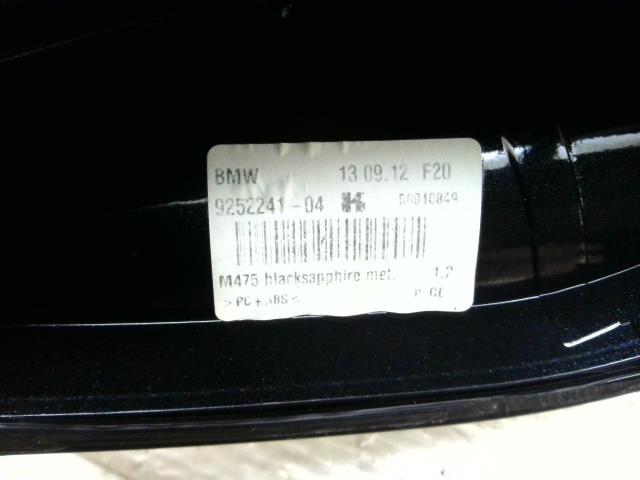 BMW 13.09.12 F20
9252241-04 50010849
M475 blacksapphire met. 1.2
>PC+ABS<